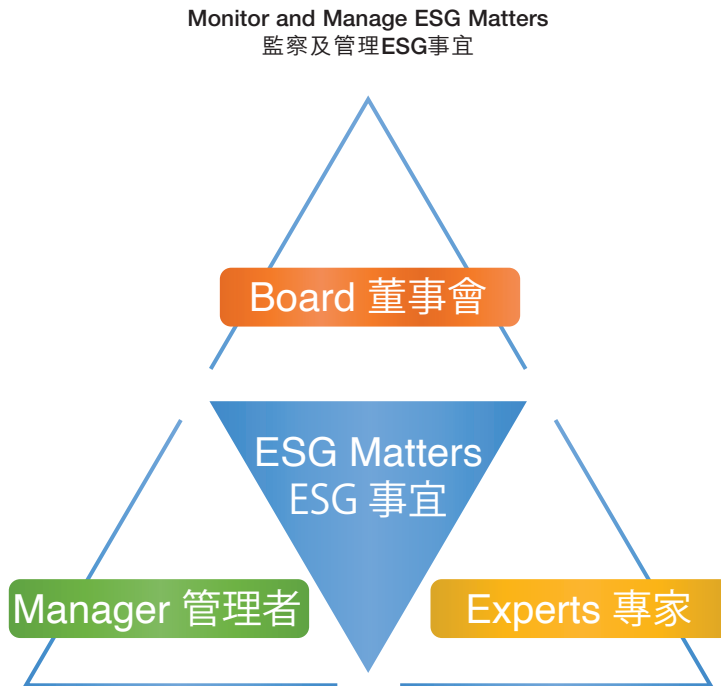 Monitor and Manage ESG Matters
監察及管理ESG事宜
Board 董事會
ESG Matters
ESG 事宜
Manager 管理者
Experts 專家